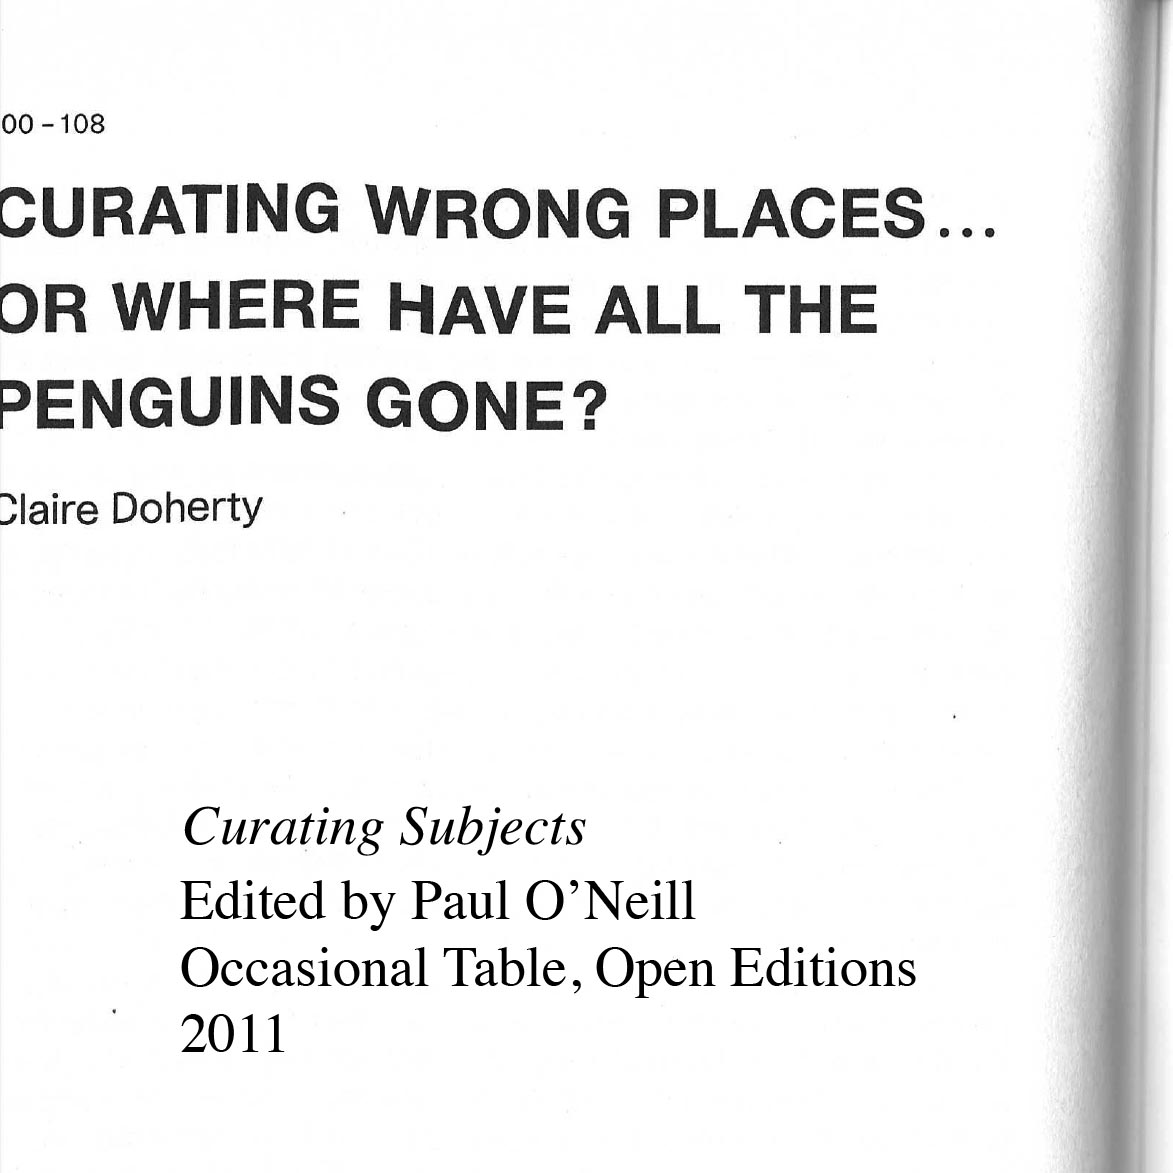 00 – 108
CURATING WRONG PLACES...
OR WHERE HAVE ALL THE
PENGUINS GONE?
Claire Doherty
Curating Subjects
Edited by Paul O’Neill
Occasional Table, Open Editions
2011